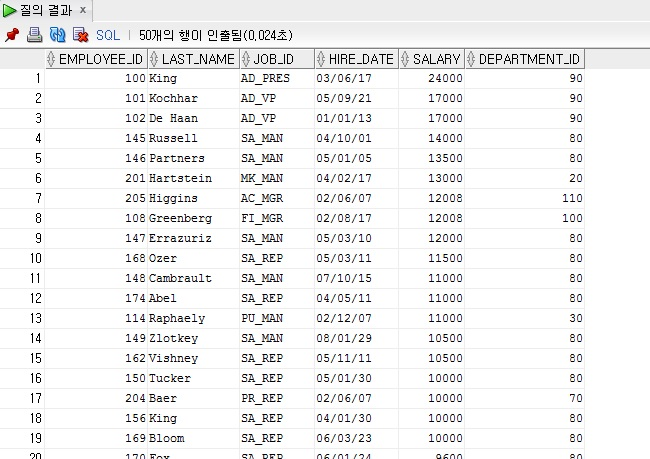 질의 결과 x
SQL | 50개의 행이 인출됨(0,024초)
EMPLOYEE_ID LAST_NAME JOB_ID HIRE_DATE SALARY DEPARTMENT_ID
1 100 King AD_PRES 03/06/17 24000 90
2 101 Kochhar AD_VP 05/09/21 17000 90
3 102 De Haan AD_VP 01/01/13 17000 90
4 145 Russell SA_MAN 04/10/01 14000 80
5 146 Partners SA_MAN 05/01/05 13500 80
6 201 Hartstein MK_MAN 04/02/17 13000 20
7 205 Higgins AC_MGR 02/06/07 12008 110
8 108 Greenberg FI_MGR 02/08/17 12008 100
9 147 Errazuriz SA_MAN 05/03/10 12000 80
10 168 Ozer SA_REP 05/03/11 11500 80
11 148 Cambrault SA_MAN 07/10/15 11000 80
12 174 Abel SA_REP 04/05/11 11000 80
13 114 Raphaely PU_MAN 02/12/07 11000 30
14 149 Zlotkey SA_MAN 08/01/29 10500 80
15 162 Vishney SA_REP 05/11/11 10500 80
16 150 Tucker SA_REP 05/01/30 10000 80
17 204 Baer PR_REP 02/06/07 10000 70
18 156 King SA_REP 04/01/30 10000 80
19 169 Bloom SA_REP 06/03/23 10000 80
20 170 Fox SA_REP 06/01/24 9600 80